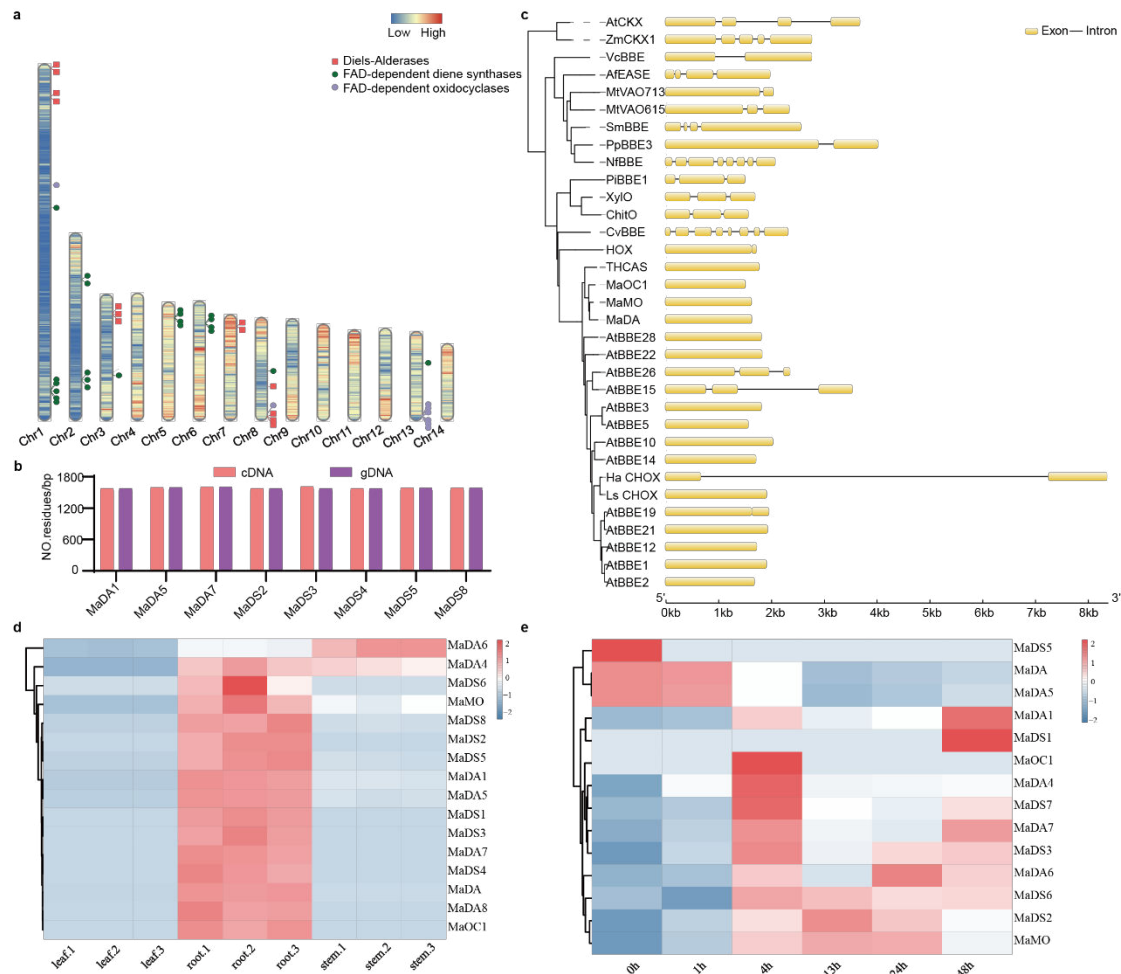 a
Low High
Diels-Alderases
FAD-dependent diene synthases
FAD-dependent oxidocyclases
Chr1 Chr2 Chr3 Chr4 Chr5 Chr6 Chr7 Chr8 Chr9 Chr10 Chr11 Chr12 Chr13 Chr14
b
cDNA gDNA
NO.residues/bp
1800
1200
600
0
MaDA1 MaDA5 MaDA7 MaDS2 MaDS3 MaDS4 MaDS5 MaDS8
c
Exon Intron
AtCKX
ZmCKX1
VcBBE
AfEASE
MtVAO713
MtVAO615
SmBBE
PpBBE3
NfBBE
PiBBE1
XylO
ChitO
CvBBE
HOX
THCAS
MaOC1
MaMO
MaDA
AtBBE28
AtBBE22
AtBBE26
AtBBE15
AtBBE3
AtBBE5
AtBBE10
AtBBE14
Ha CHOX
Ls CHOX
AtBBE19
AtBBE21
AtBBE12
AtBBE1
AtBBE2
5' 3'
0kb 1kb 2kb 3kb 4kb 5kb 6kb 7kb 8kb
d
2
1
0
-1
-2
MaDA6
MaDA4
MaDS6
MaMO
MaDS8
MaDS2
MaDS5
MaDA1
MaDA5
MaDS1
MaDS3
MaDA7
MaDS4
MaDA
MaDA8
MaOC1
leaf.1 leaf.2 leaf.3 root.1 root.2 root.3 stem.1 stem.2 stem.3
e
2
1
0
-1
-2
MaDS5
MaDA
MaDA5
MaDA1
MaDS1
MaOC1
MaDA4
MaDS7
MaDA7
MaDS3
MaDA6
MaDS6
MaDS2
MaMO
0h 1h 4h 13h 24h 48h